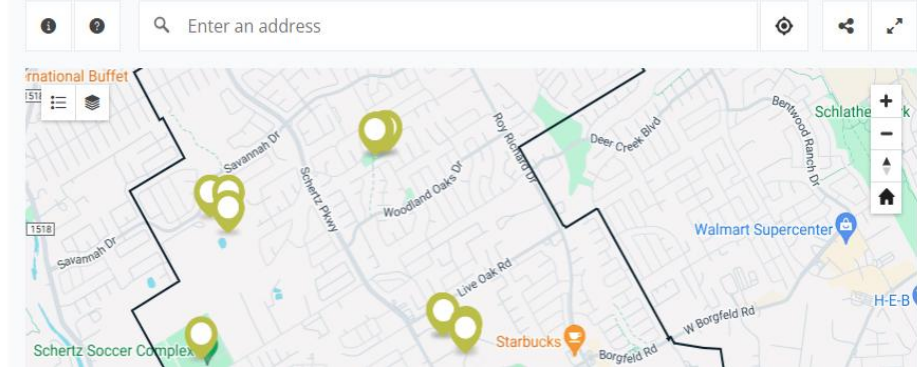 Enter an address
rnational Buffet
1518
Savannah Dr
Schertz Pkwy
Woodland Oaks Dr
Roy Richard Dr
Deer Creek Blvd
Bentwood Ranch Dr
Schlathe
rk
1518
Savannah Dr
Walmart Supercenter
Live Oak Rd
H-E-B
W Borgfeld Rd
Starbucks
Borgfeld Rd
Schertz Soccer Complex